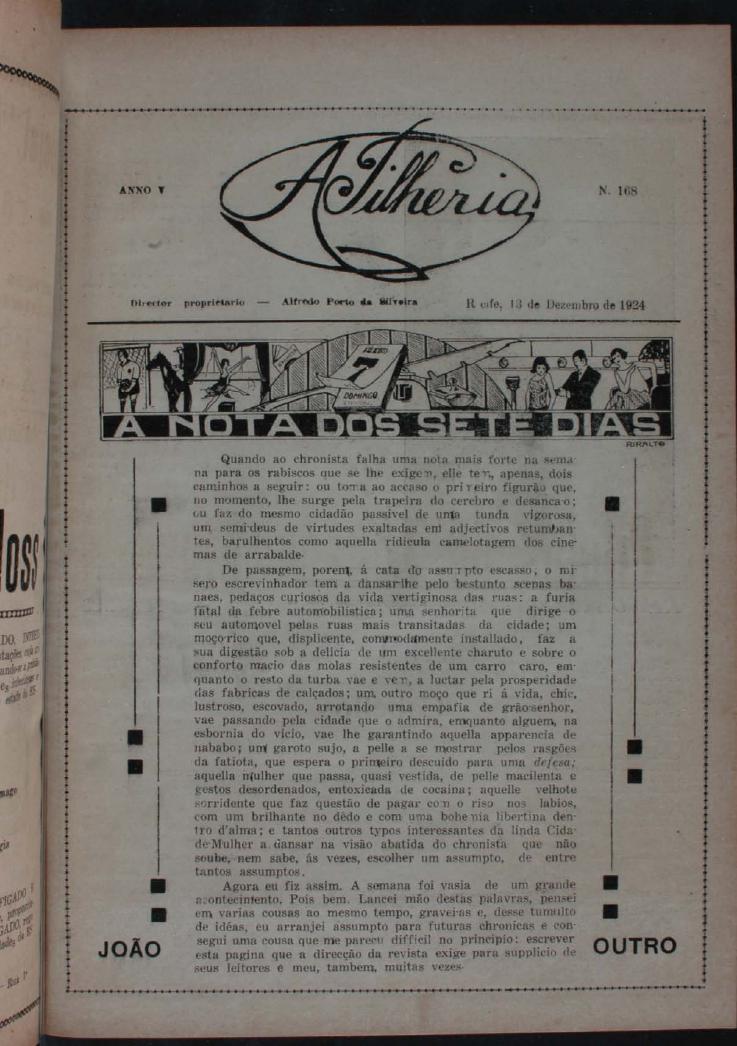 ANNO V
A Pilheria
N. 168
Director proprietario — Alfredo Porto da Silveira
R cife, 13 de Dezembro de 1924
7
DOMINGO
A NOTA DOS SETE DIAS
Quando ao chronista falha uma nota mais forte na sema-
na para os rabiscos que se lhe exigem, elle tem, apenas, dois
caminhos a seguir: ou toma ao accaso o primeiro figurão que,
no momento, lhe surge pela trapeira do cerebro e desanca-o;
ou faz do mesmo cidadão passivel de uma tunda vigorosa,
um semi-deus de virtudes exaltadas em adjectivos retumban-
tes, barulhentos como aquella ridicula camelotagem dos cine-
mas de arrabalde.
De passagem, porem, á cata do assumpto escasso, o mi-
sero escrevinhador tem a dansar-lhe pelo bestunto scenas ba-
naes, pedaços curiosos da vida vertiginosa das ruas: a furia
fatal da febre automobilistica; uma senhorita que dirige o
seu automovel pelas ruas mais transitadas da cidade; um
moço rico que, displicente, commodamente installado, faz a
sua digestão sob a delicia de um excellente charuto e sobre o
conforto macio das molas resistentes de um carro caro, em-
quanto o resto da turba vae e vem, a luctar pela prosperidade
das fabricas de calçados; um outro moço que ri á vida, chic,
lustroso, escovado, arrotando uma empafia de grão-senhor,
vae passando pela cidade que o admira, emquanto alguem, na
esbornia do vicio, vae lhe garantindo aquella apparencia de
nababo; um garoto sujo, a pelle a se mostrar pelos rasgões
da fatiota, que espera o primeiro descuido para uma defesa;
aquella mulher que passa, quasi vestida, de pelle macilenta e
gestos desordenados, entoxicada de cocaina; aquelle velhote
sorridente que faz questão de pagar com o riso nos labios,
com um brilhante no dêdo e com uma bohemia libertina den-
tro d'alma; e tantos outros typos interessantes da linda Cida-
de-Mulher a dansar na visão abatida do chronista que não
soube, nem sabe, ás vezes, escolher um assumpto, de entre
tantos assumptos.
Agora eu fiz assim. A semana foi vasia de um grande
acontecimento. Pois bem. Lancei mão destas palavras, pensei
em varias cousas ao mesmo tempo, gravei-as e, desse tumulto
de idéas, eu arranjei assumpto para futuras chronicas e con-
segui uma cousa que me pareceu difficil no principio: escrever
esta pagina que a direcção da revista exige para supplicio de
seus leitores e meu, tambem, muitas vezes.
JOÃO
OUTRO